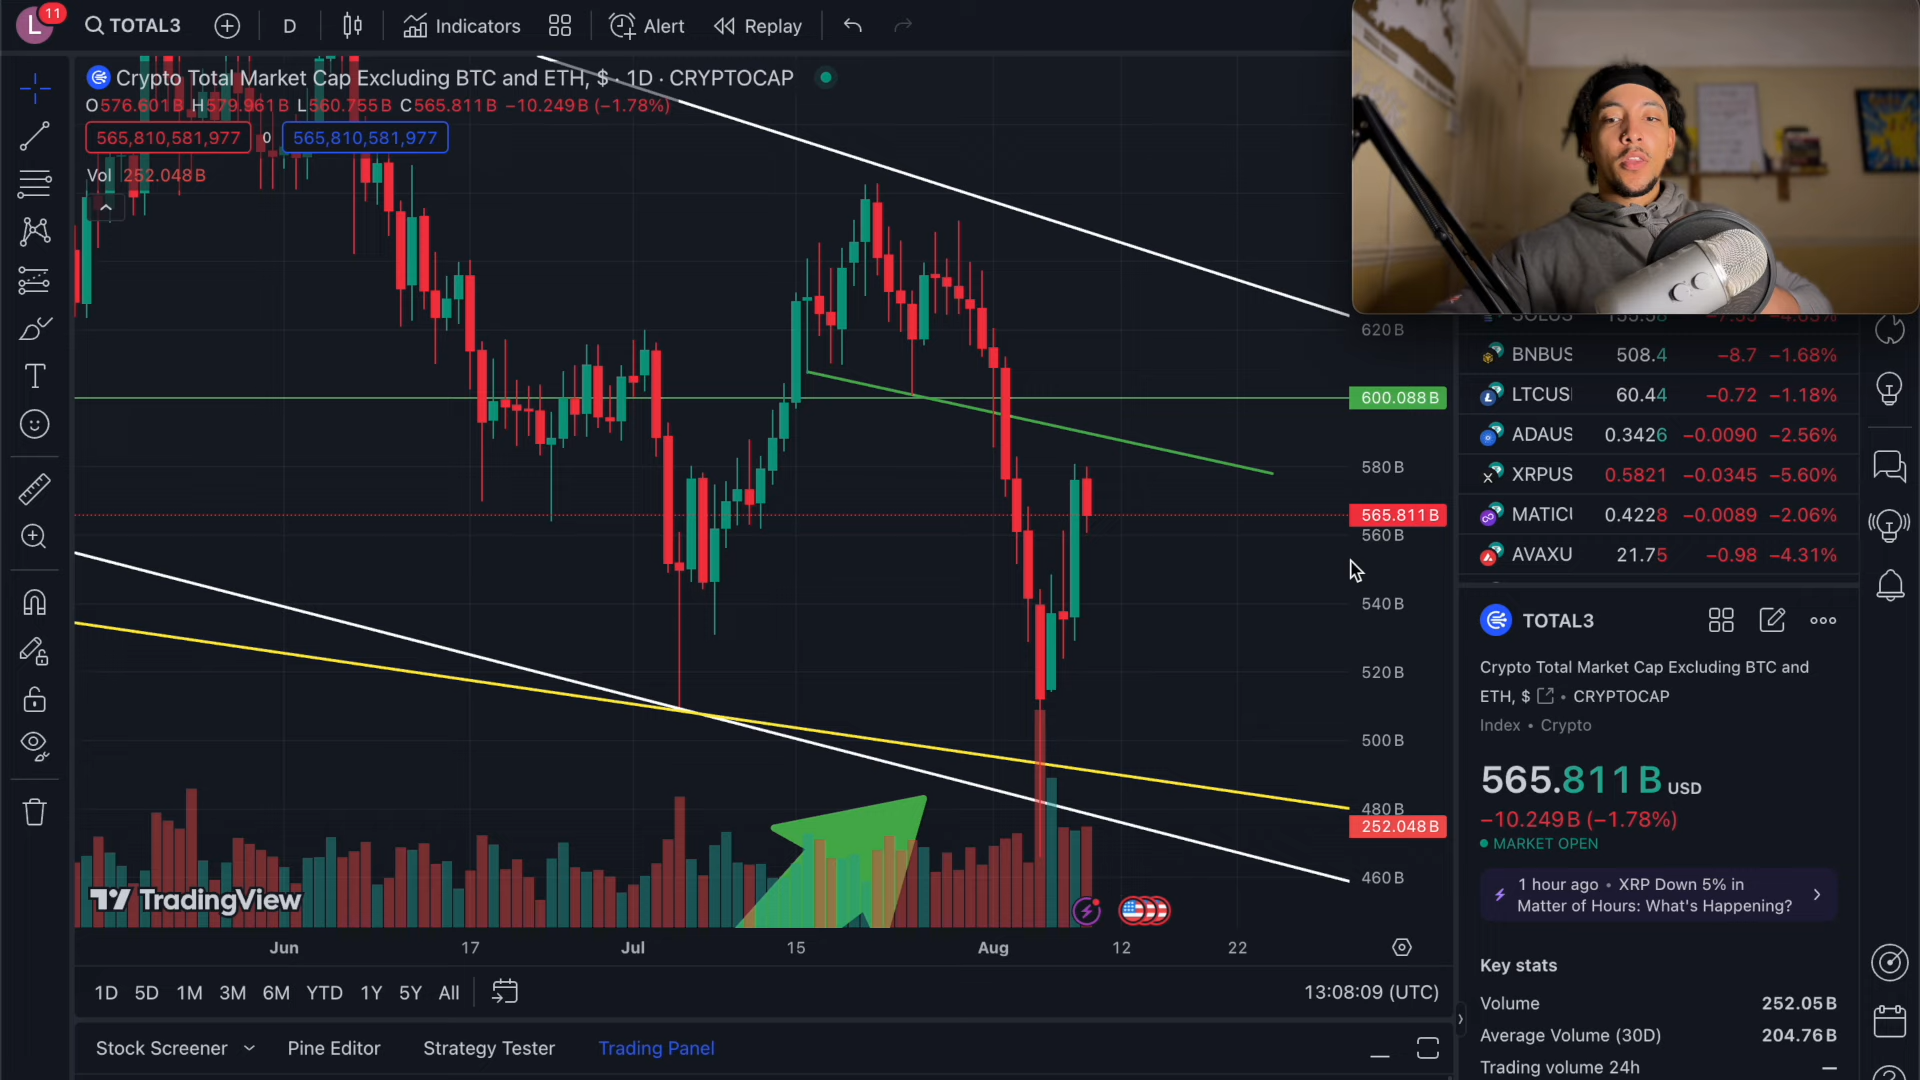 L 11 TOTAL3 D Indicators Alert Replay
Crypto Total Market Cap Excluding BTC and ETH, $ · 1D · CRYPTOCAP
O576.601B H579.961B L560.755B C565.811B −10.249B (−1.78%)
565,810,581,977 0 565,810,581,977
Vol 252.048B
620B
600.088B
580B
565.811B
560B
540B
520B
500B
480B
252.048B
460B
TradingView
Jun 17 Jul 15 Aug 12 22
1D 5D 1M 3M 6M YTD 1Y 5Y All 13:08:09 (UTC)
Stock Screener Pine Editor Strategy Tester Trading Panel
BNBUS 508.4 −8.7 −1.68%
LTCUS 60.44 −0.72 −1.18%
ADAUS 0.3426 −0.0090 −2.56%
XRPUS 0.5821 −0.0345 −5.60%
MATICU 0.4228 −0.0089 −2.06%
AVAXU 21.75 −0.98 −4.31%
TOTAL3
Crypto Total Market Cap Excluding BTC and
ETH, $ • CRYPTOCAP
Index • Crypto
565.811B USD
−10.249B (−1.78%)
MARKET OPEN
1 hour ago • XRP Down 5% in
Matter of Hours: What's Happening?
Key stats
Volume 252.05B
Average Volume (30D) 204.76B
Trading volume 24h —